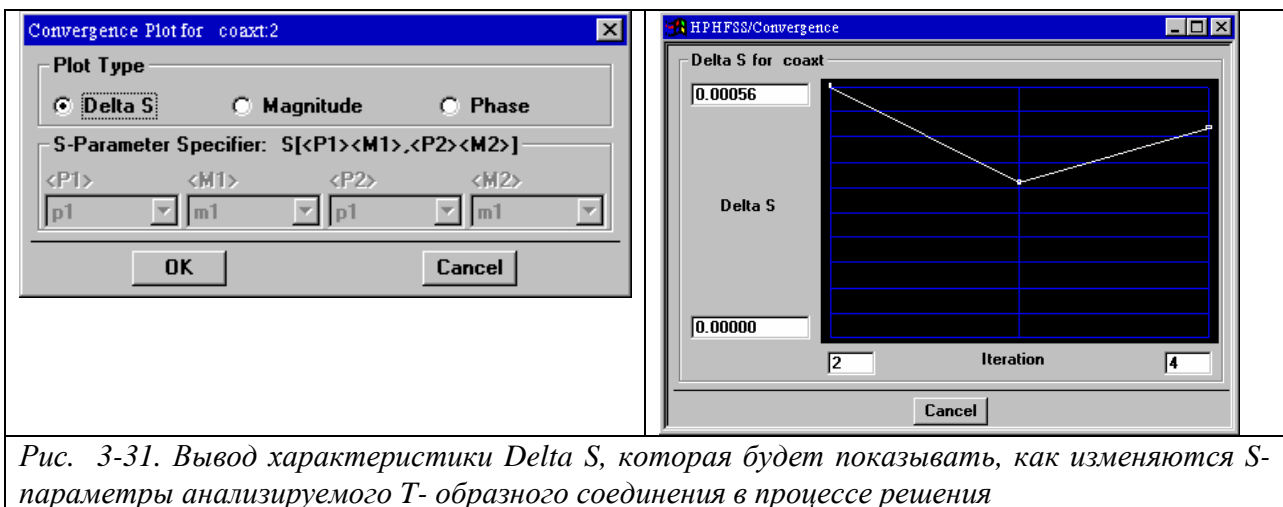 Convergence Plot for coaxt:2
Plot Type
Delta S
Magnitude
Phase
S-Parameter Specifier: S[<P1><M1>,<P2><M2>]
<P1> <M1> <P2> <M2>
p1 m1 p1 m1
OK
Cancel
HPHFSS/Convergence
Delta S for coaxt
0.00056
Delta S
0.00000
2 Iteration 4
Cancel
Рис. 3-31. Вывод характеристики Delta S, которая будет показывать, как изменяются S-
параметры анализируемого Т- образного соединения в процессе решения